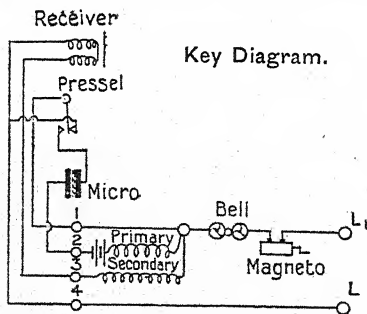 Receiver
Key Diagram.
Pressel
Micro
1
2
3
4
Primary
Secondary
Bell
Magneto
L1
L